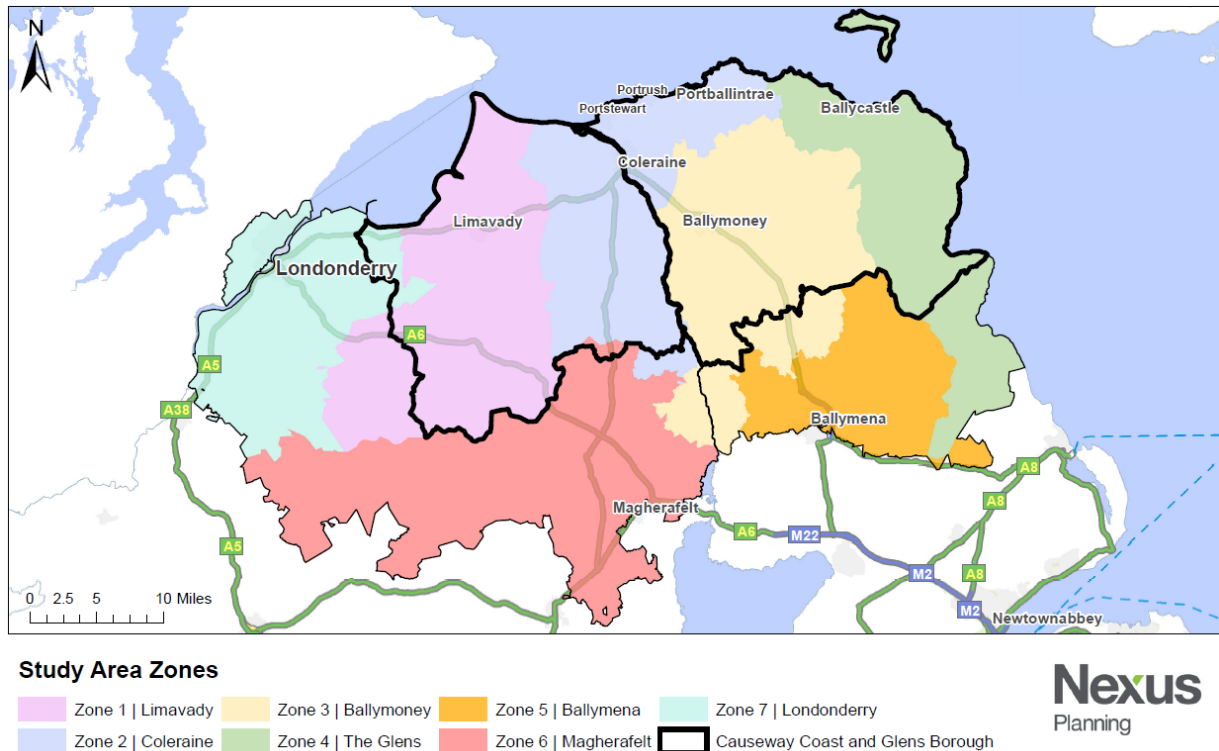 N
Portrush
Portballintrae
Ballycastle
Portstewart
Coleraine
Limavady
Ballymoney
Londonderry
A6
A5
A38
Ballymena
A8
Magherafelt
A8
A6
M22
A5
M2
A8
0 2.5 5 10 Miles
M2
Newtownabbey
Study Area Zones
Zone 1 | Limavady
Zone 3 | Ballymoney
Zone 5 | Ballymena
Zone 7 | Londonderry
Zone 2 | Coleraine
Zone 4 | The Glens
Zone 6 | Magherafelt
Causeway Coast and Glens Borough
Nexus
Planning